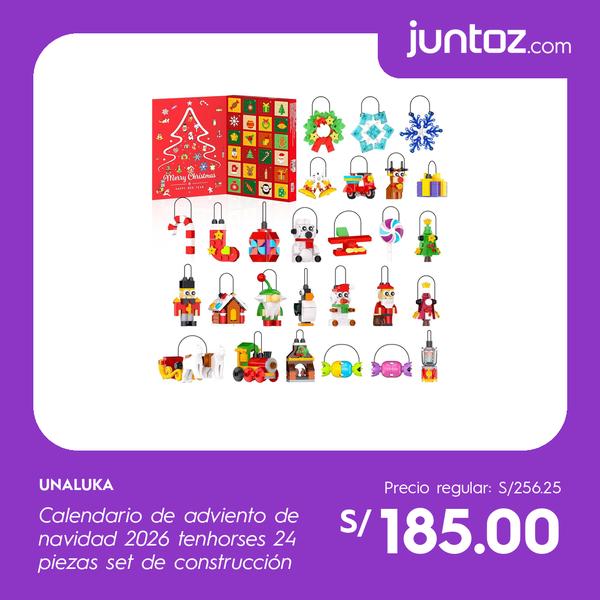 juntoz.com
Merry Christmas
HAPPY NEW YEAR
UNALUKA
Calendario de adviento de
navidad 2026 tenhorses 24
piezas set de construcción
Precio regular: S/256.25
S/185.00